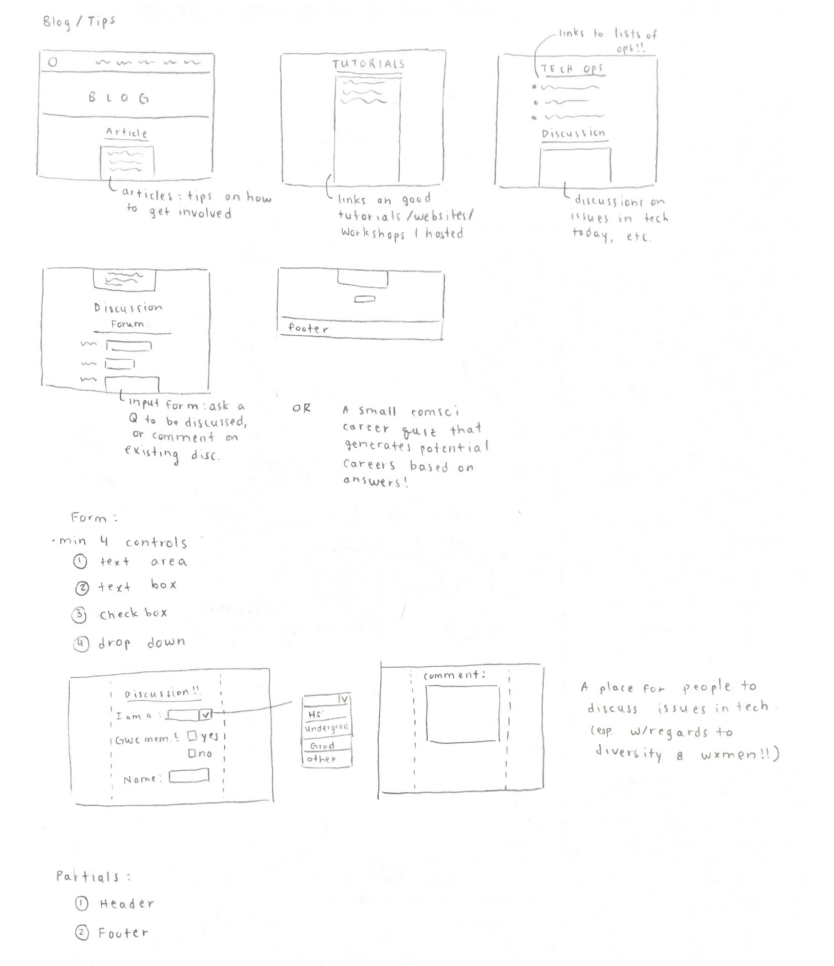 Blog / Tips
BLOG
Article
articles: tips on how
to get involved
TUTORIALS
links on good
tutorials/websites/
workshops I hosted
links to lists of
ops!!
TECH OPS
Discussion
discussions on
issues in tech
today, etc.
Discussion
Forum
input form: ask a
Q to be discussed,
or comment on
existing disc.
footer
OR
A small comsci
career quiz that
generates potential
careers based on
answers!
Form:
• min 4 controls
① text area
② text box
③ check box
④ drop down
Discussion!!
I am a:
GWC mem.?
yes
no
Name:
HS
undergrad
Grad
other
comment:
A place for people to
discuss issues in tech
(esp. w/regards to
diversity & wxmen!!)
Partials:
① Header
② Footer